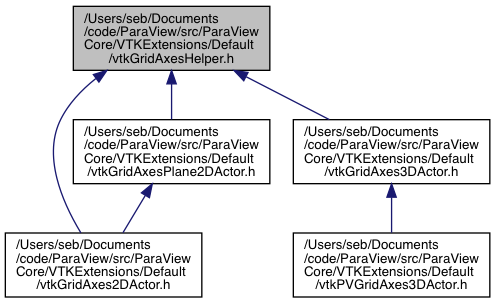 /Users/seb/Documents
/code/ParaView/src/ParaView
Core/VTKExtensions/Default
/vtkGridAxesHelper.h
/Users/seb/Documents
/code/ParaView/src/ParaView
Core/VTKExtensions/Default
/vtkGridAxesPlane2DActor.h
/Users/seb/Documents
/code/ParaView/src/ParaView
Core/VTKExtensions/Default
/vtkGridAxes3DActor.h
/Users/seb/Documents
/code/ParaView/src/ParaView
Core/VTKExtensions/Default
/vtkGridAxes2DActor.h
/Users/seb/Documents
/code/ParaView/src/ParaView
Core/VTKExtensions/Default
/vtkPVGridAxes3DActor.h